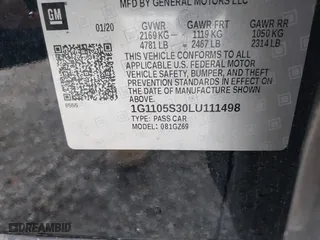 GM
MFD BY GENERAL MOTORS LLC
01/20
GVWR GAWR FRT GAWR RR
2169 KG 1119 KG 1050 KG
4781 LB 2467 LB 2314 LB
THIS VEHICLE CONFORMS TO ALL
APPLICABLE U.S. FEDERAL MOTOR
VEHICLE SAFETY, BUMPER, AND THEFT
PREVENTION STANDARDS IN
EFFECT ON THE DATE OF
MANUFACTURE SHOWN ABOVE.
1G1105S30LU111498
TYPE: PASS CAR
MODEL: 081GZ69
DREAMBID